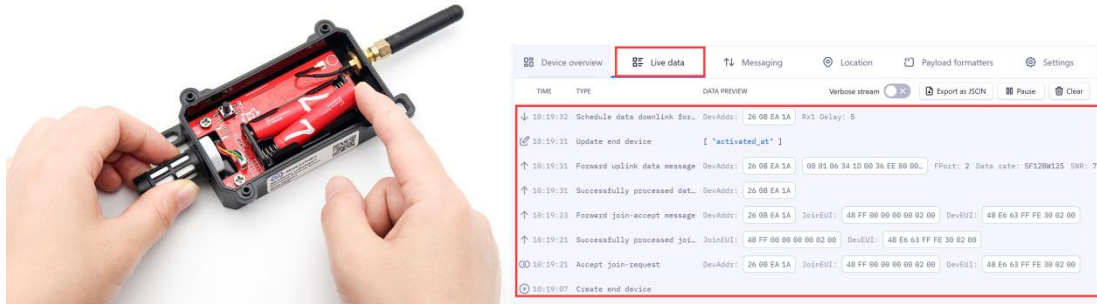 Device overview
Live data
Messaging
Location
Payload formatters
Settings
TIME TYPE DATA PREVIEW Verbose stream Export as JSON Pause Clear
10:19:32 Schedule data downlink for… DevAddr: 26 0B EA 1A Rx1 Delay: 5
10:19:31 Update end device [ "activated_at" ]
10:19:31 Forward uplink data message DevAddr: 26 0B EA 1A 00 01 06 34 1D 00 36 EE 80 00… FPort: 2 Data rate: SF12BW125 SNR: 7
10:19:31 Successfully processed dat… DevAddr: 26 0B EA 1A
10:19:23 Forward join-accept message DevAddr: 26 0B EA 1A JoinEUI: 48 FF 00 00 00 00 02 00 DevEUI: 48 E6 63 FF FE 30 02 00
10:19:21 Successfully processed joi… JoinEUI: 48 FF 00 00 00 00 02 00 DevEUI: 48 E6 63 FF FE 30 02 00
10:19:21 Accept join-request DevAddr: 26 0B EA 1A JoinEUI: 48 FF 00 00 00 00 02 00 DevEUI: 48 E6 63 FF FE 30 02 00
10:19:07 Create end device